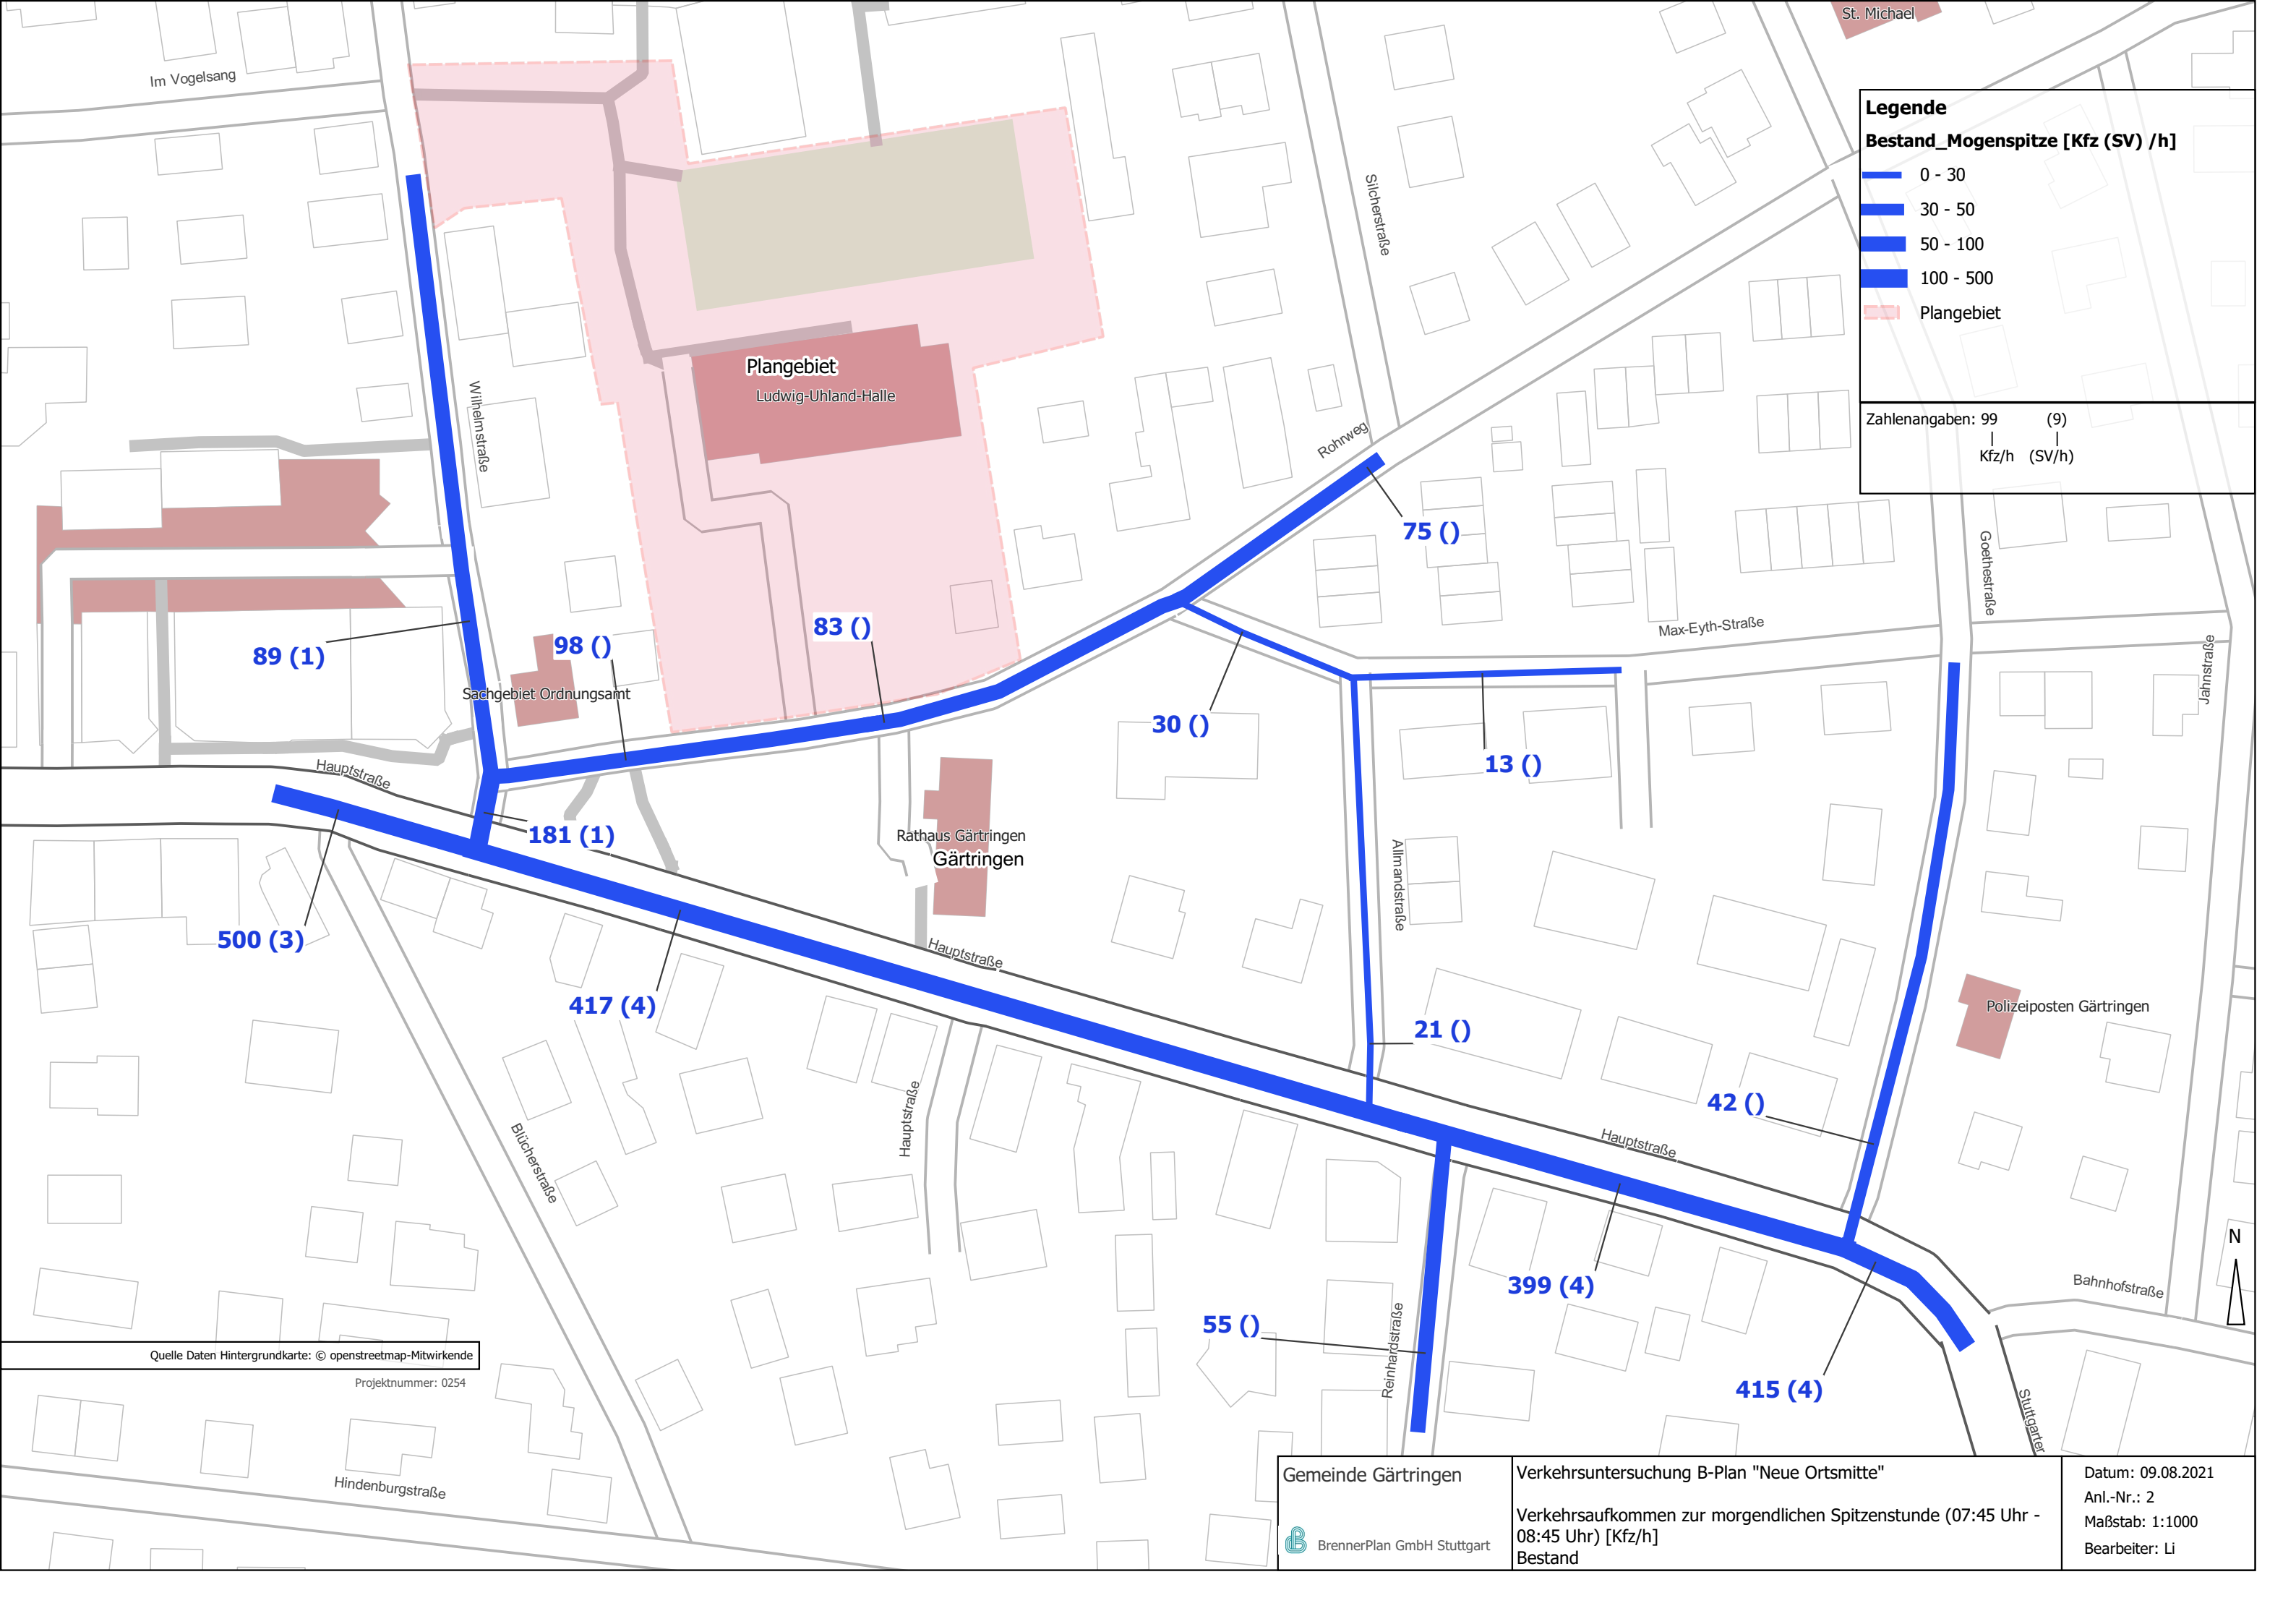 St. Michael
Im Vogelsang
Legende
Bestand_Mogenspitze [Kfz (SV) /h]
0 - 30
30 - 50
50 - 100
100 - 500
Plangebiet
Zahlenangaben: 99 (9)
Kfz/h (SV/h)
Silcherstraße
Plangebiet
Ludwig-Uhland-Halle
Wilhelmstraße
Rohrweg
75 ()
Goethestraße
Max-Eyth-Straße
Jahnstraße
83 ()
98 ()
89 (1)
Sachgebiet Ordnungsamt
30 ()
13 ()
Hauptstraße
181 (1)
Rathaus Gärtringen
Gärtringen
Allmandstraße
500 (3)
417 (4)
Hauptstraße
Polizeiposten Gärtringen
21 ()
42 ()
Hauptstraße
Hauptstraße
Blücherstraße
N
399 (4)
Bahnhofstraße
55 ()
Reinhardstraße
415 (4)
Stuttgarter
Quelle Daten Hintergrundkarte: © openstreetmap-Mitwirkende
Projektnummer: 0254
Hindenburgstraße
Gemeinde Gärtringen
BrennerPlan GmbH Stuttgart
Verkehrsuntersuchung B-Plan "Neue Ortsmitte"
Verkehrsaufkommen zur morgendlichen Spitzenstunde (07:45 Uhr -
08:45 Uhr) [Kfz/h]
Bestand
Datum: 09.08.2021
Anl.-Nr.: 2
Maßstab: 1:1000
Bearbeiter: Li